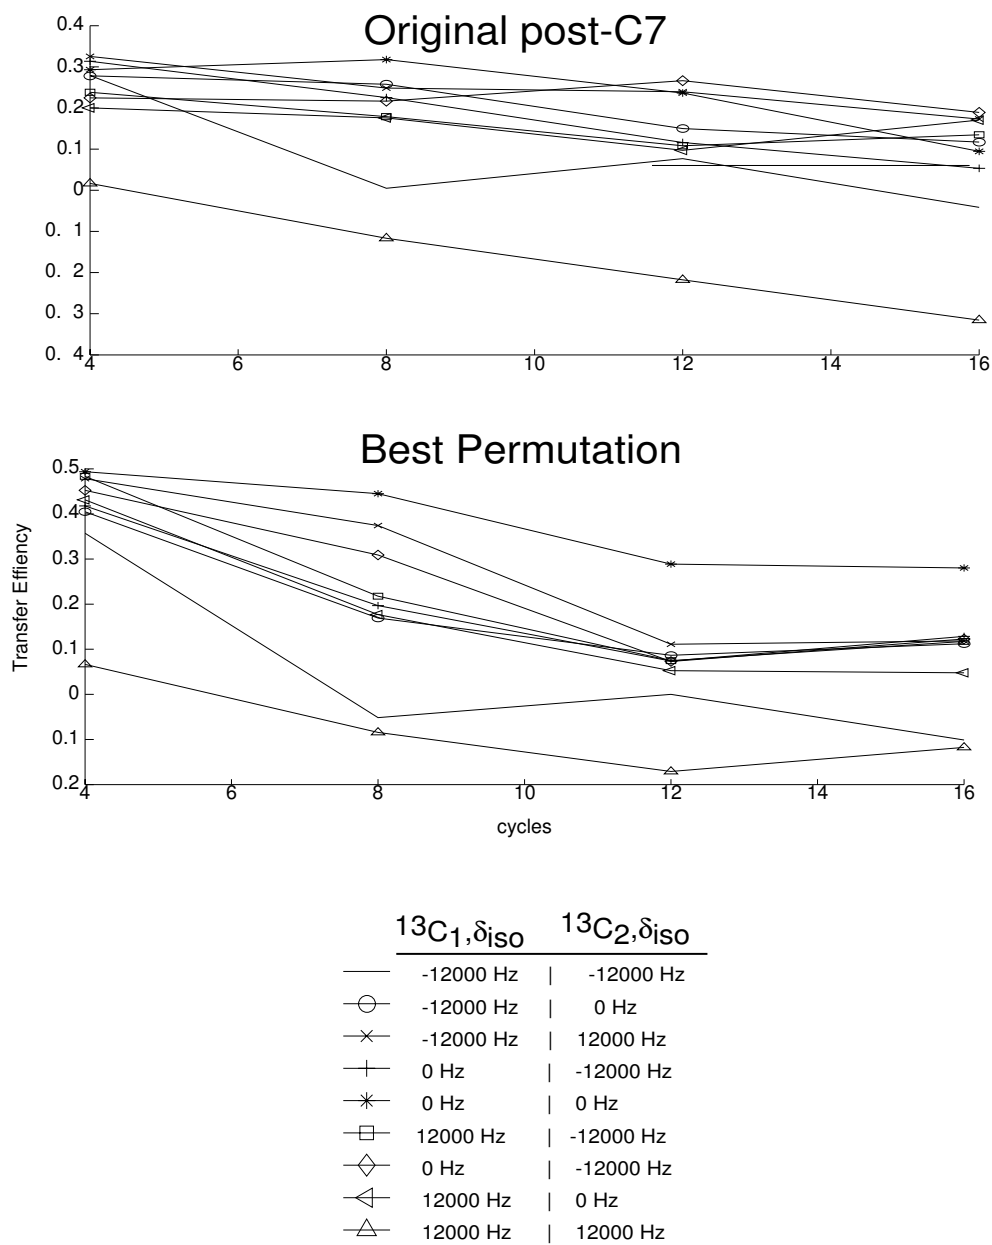 Original post-C7
0.4
0.3
0.2
0.1
0
0. 1
0. 2
0. 3
0. 4
4 6 8 10 12 14 16
Best Permutation
Transfer Effiency
0.5
0.4
0.3
0.2
0.1
0
0.1
0.2
4 6 8 10 12 14 16
cycles
13C1,δiso 13C2,δiso
-12000 Hz | -12000 Hz
-12000 Hz | 0 Hz
-12000 Hz | 12000 Hz
0 Hz | -12000 Hz
0 Hz | 0 Hz
12000 Hz | -12000 Hz
0 Hz | -12000 Hz
12000 Hz | 0 Hz
12000 Hz | 12000 Hz